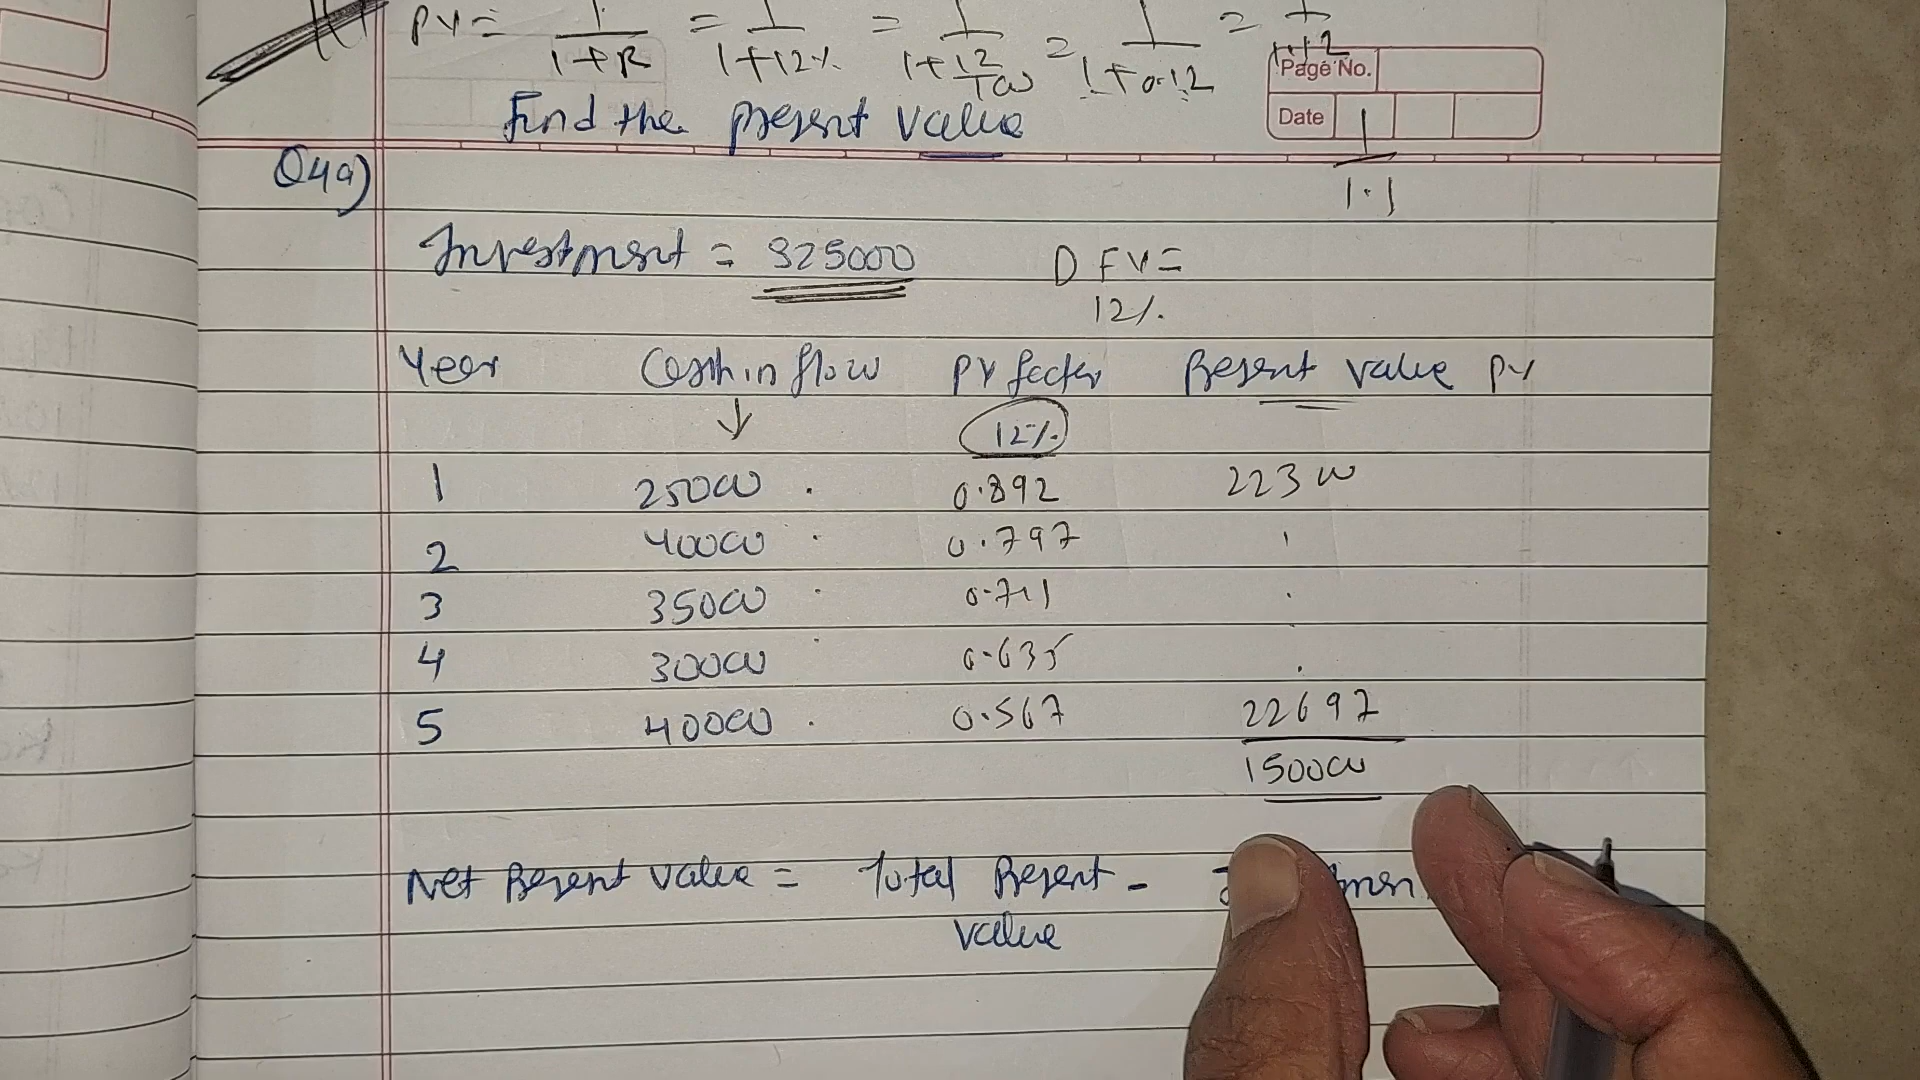 PV = 1/1+R = 1/1+12% = 1/1+12/100 = 1/1+0.12 = 1/1.12
Page No.
Find the present value
Date
1/1.1
Q4a)
Investment = 325000 DFV =
12%
Year Cash in flow PV factor Present value PV
↓ 12%
1 25000 . 0.892 22300
2 40000 . 0.797
3 35000 . 0.711 .
4 30000 . 0.635 .
5 40000 . 0.567 22697
150000
Net Present value = Total Present -
value